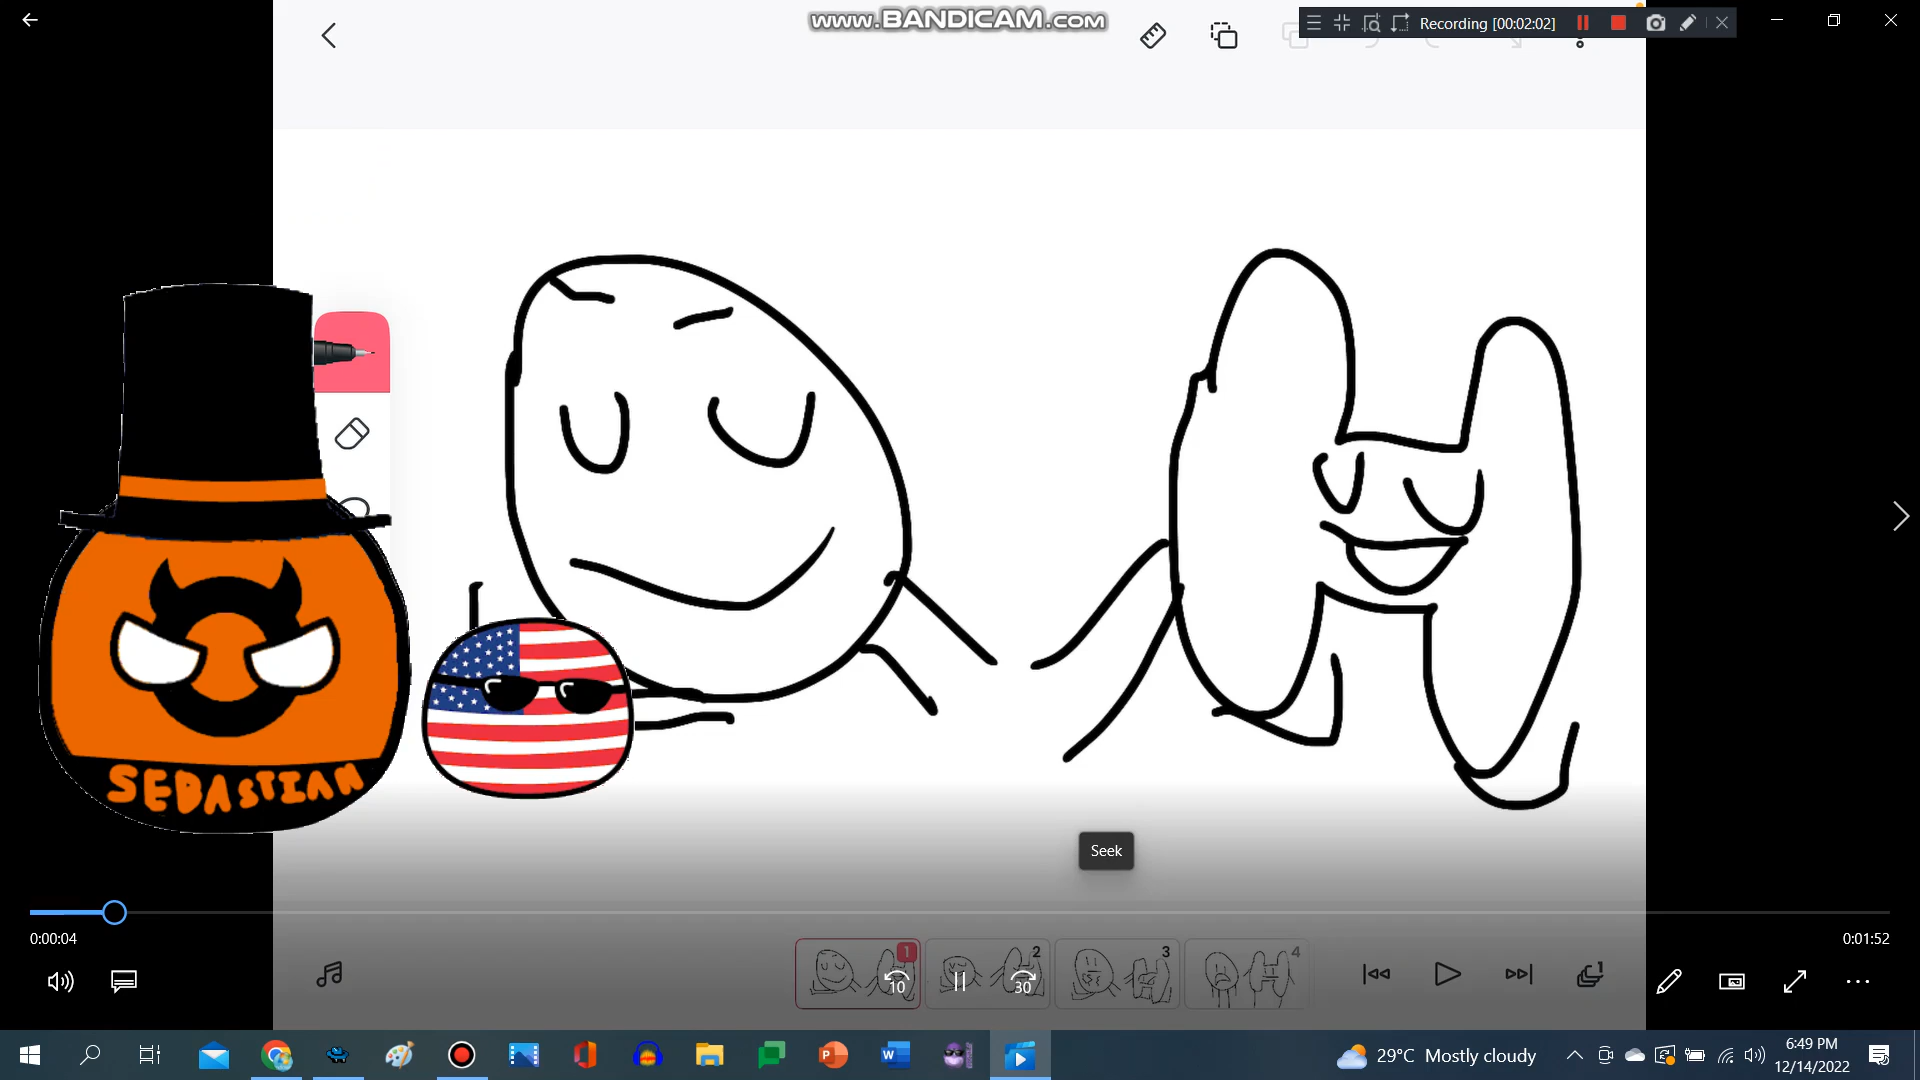 www.BANDICAM.com
Recording [00:02:02]
SEBASTIAN
Seek
0:00:04
0:01:52
1
2
3
4
10
30
29°C Mostly cloudy
6:49 PM
12/14/2022